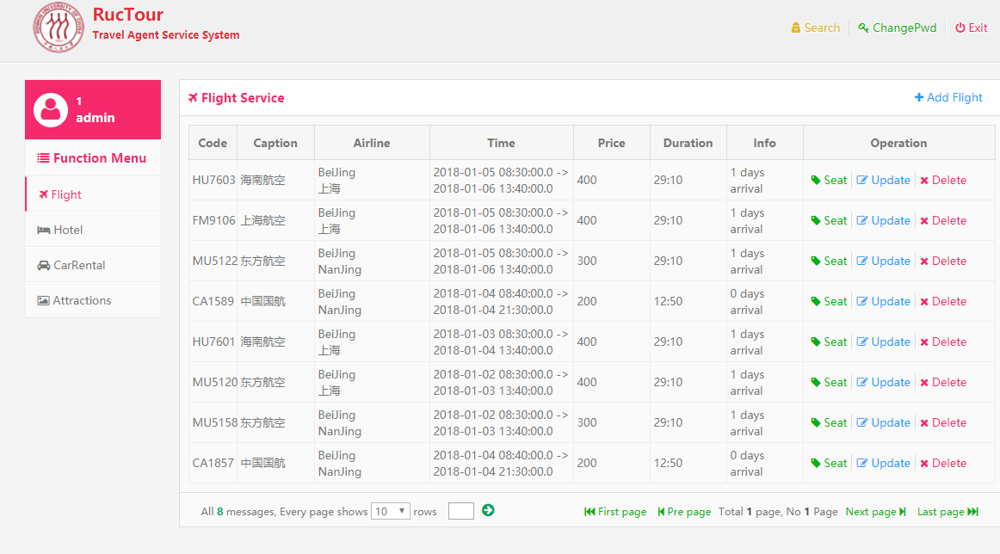 RucTour
Travel Agent Service System
Search
ChangePwd
Exit
1
admin
Function Menu
Flight
Hotel
CarRental
Attractions
Flight Service
Add Flight
Code Caption Airline Time Price Duration Info Operation
HU7603 海南航空 BeiJing 2018-01-05 08:30:00.0 -> 400 29:10 1 days Seat Update Delete
上海 2018-01-06 13:40:00.0 arrival
FM9106 上海航空 BeiJing 2018-01-05 08:30:00.0 -> 400 29:10 1 days Seat Update Delete
上海 2018-01-06 13:40:00.0 arrival
MU5122 东方航空 BeiJing 2018-01-05 08:30:00.0 -> 300 29:10 1 days Seat Update Delete
NanJing 2018-01-06 13:40:00.0 arrival
CA1589 中国国航 BeiJing 2018-01-04 08:40:00.0 -> 200 12:50 0 days Seat Update Delete
NanJing 2018-01-04 21:30:00.0 arrival
HU7601 海南航空 BeiJing 2018-01-03 08:30:00.0 -> 400 29:10 1 days Seat Update Delete
上海 2018-01-04 13:40:00.0 arrival
MU5120 东方航空 BeiJing 2018-01-02 08:30:00.0 -> 400 29:10 1 days Seat Update Delete
上海 2018-01-03 13:40:00.0 arrival
MU5158 东方航空 BeiJing 2018-01-02 08:30:00.0 -> 300 29:10 1 days Seat Update Delete
NanJing 2018-01-03 13:40:00.0 arrival
CA1857 中国国航 BeiJing 2018-01-04 08:40:00.0 -> 200 12:50 0 days Seat Update Delete
NanJing 2018-01-04 21:30:00.0 arrival
All 8 messages, Every page shows 10 rows
First page Pre page Total 1 page, No 1 Page Next page Last page